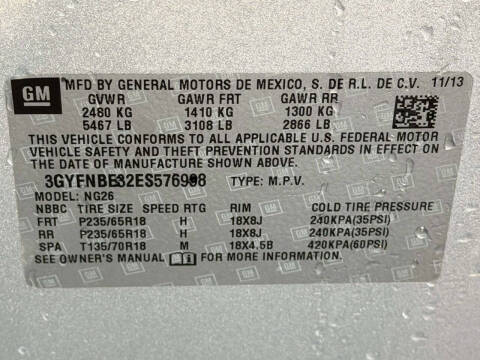 GM
MFD BY GENERAL MOTORS DE MEXICO, S. DE R.L. DE C.V. 11/13
GVWR GAWR FRT GAWR RR
2480 KG 1410 KG 1300 KG
5467 LB 3108 LB 2866 LB
THIS VEHICLE CONFORMS TO ALL APPLICABLE U.S. FEDERAL MOTOR
VEHICLE SAFETY AND THEFT PREVENTION STANDARDS IN EFFECT ON
THE DATE OF MANUFACTURE SHOWN ABOVE.
3GYFNBE32ES576998 TYPE: M.P.V.
MODEL: NG26
NBBC TIRE SIZE SPEED RTG RIM COLD TIRE PRESSURE
FRT P235/65R18 H 18X8J 240KPA(35PSI)
RR P235/65R18 H 18X8J 240KPA(35PSI)
SPA T135/70R18 M 18X4.5B 420KPA(60PSI)
SEE OWNER'S MANUAL FOR MORE INFORMATION.